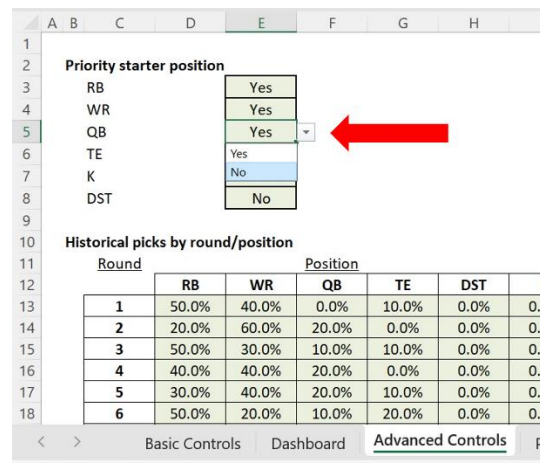 A B C D E F G H
1
2 Priority starter position
3 RB Yes
4 WR Yes
5 QB Yes
6 TE Yes
7 K No
8 DST No
9
10 Historical picks by round/position
11 Round Position
12 RB WR QB TE DST
13 1 50.0% 40.0% 0.0% 10.0% 0.0% 0.
14 2 20.0% 60.0% 20.0% 0.0% 0.0% 0.
15 3 50.0% 30.0% 10.0% 10.0% 0.0% 0.
16 4 40.0% 40.0% 20.0% 0.0% 0.0% 0.
17 5 30.0% 40.0% 20.0% 10.0% 0.0% 0.
18 6 50.0% 20.0% 10.0% 20.0% 0.0% 0.
Basic Controls Dashboard Advanced Controls